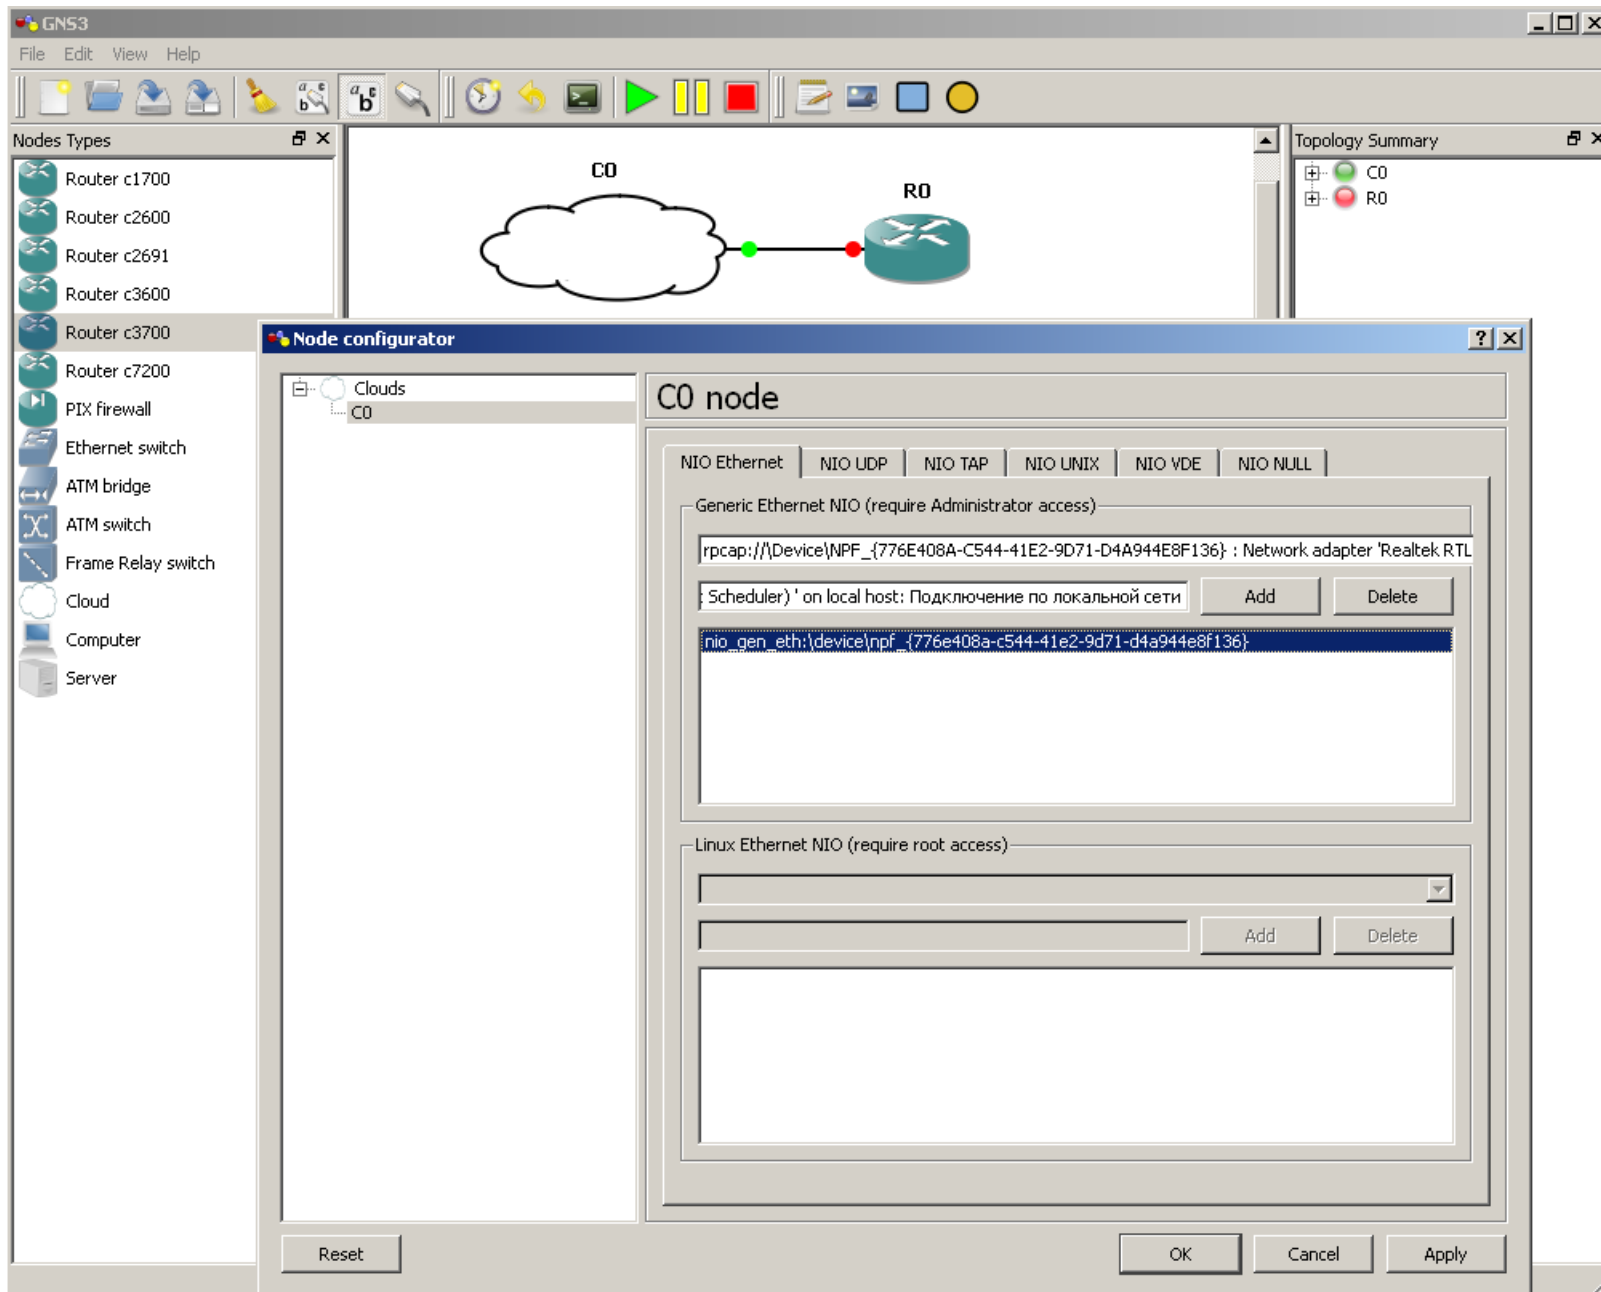 GNS3
File Edit View Help
Nodes Types
Router c1700
Router c2600
Router c2691
Router c3600
Router c3700
Router c7200
PIX firewall
Ethernet switch
ATM bridge
ATM switch
Frame Relay switch
Cloud
Computer
Server
C0
R0
Topology Summary
C0
R0
Node configurator
Clouds
C0
C0 node
NIO Ethernet NIO UDP NIO TAP NIO UNIX NIO VDE NIO NULL
Generic Ethernet NIO (require Administrator access)
rpcap://\Device\NPF_{776E408A-C544-41E2-9D71-D4A944E8F136} : Network adapter 'Realtek RTL
: Scheduler) ' on local host: Подключение по локальной сети Add Delete
nio_gen_eth:\device\npf_{776e408a-c544-41e2-9d71-d4a944e8f136}
Linux Ethernet NIO (require root access)
Add Delete
Reset OK Cancel Apply